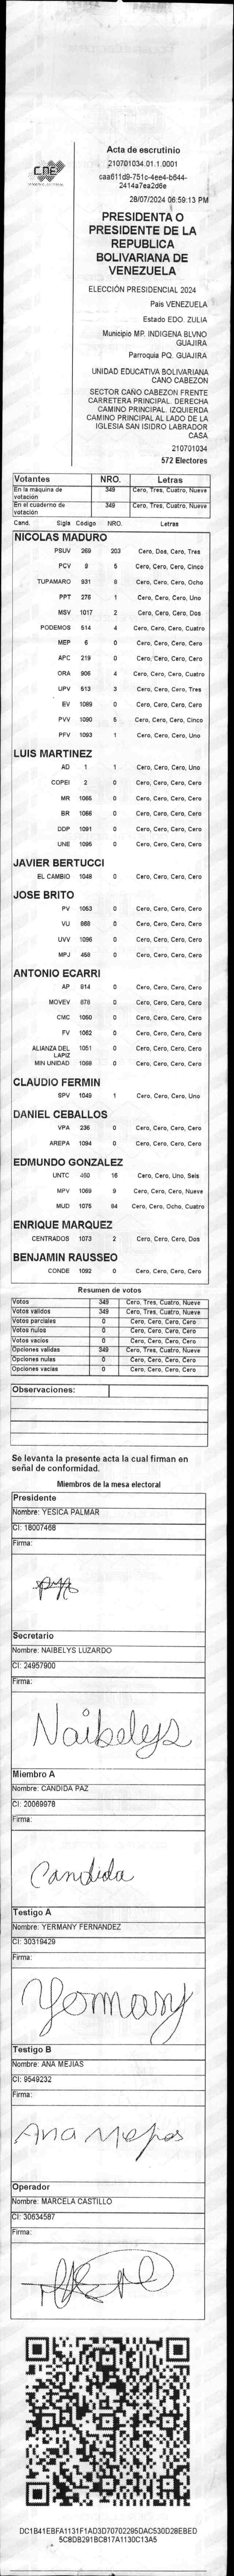 CNE
Acta de escrutinio
210701034.01.1.0001
caa611d9-751c-4ee4-b644-
2414a7ea2d6e
28/07/2024 06:59:13 PM
PRESIDENTA O
PRESIDENTE DE LA
REPUBLICA
BOLIVARIANA DE
VENEZUELA
ELECCIÓN PRESIDENCIAL 2024
Pais VENEZUELA
Estado EDO. ZULIA
Municipio MP. INDIGENA BLVNO
GUAJIRA
Parroquia PQ. GUAJIRA
UNIDAD EDUCATIVA BOLIVARIANA
CANO CABEZON
SECTOR CAÑO CABEZON FRENTE
CARRETERA PRINCIPAL. DERECHA
CAMINO PRINCIPAL. IZQUIERDA
CAMINO PRINCIPAL AL LADO DE LA
IGLESIA SAN ISIDRO LABRADOR
CASA
210701034
572 Electores
Votantes NRO. Letras
En la máquina de votación 349 Cero, Tres, Cuatro, Nueve
En el cuaderno de votación 349 Cero, Tres, Cuatro, Nueve
Cand. Sigla Codigo NRO. Letras
NICOLAS MADURO
PSUV 269 203 Cero, Dos, Cero, Tres
PCV 9 5 Cero, Cero, Cero, Cinco
TUPAMARO 931 8 Cero, Cero, Cero, Ocho
PPT 276 1 Cero, Cero, Cero, Uno
MSV 1017 2 Cero, Cero, Cero, Dos
PODEMOS 514 4 Cero, Cero, Cero, Cuatro
MEP 6 0 Cero, Cero, Cero, Cero
APC 219 0 Cero, Cero, Cero, Cero
ORA 906 4 Cero, Cero, Cero, Cuatro
UPV 613 3 Cero, Cero, Cero, Tres
EV 1089 0 Cero, Cero, Cero, Cero
PVV 1090 5 Cero, Cero, Cero, Cinco
PFV 1093 1 Cero, Cero, Cero, Uno
LUIS MARTINEZ
AD 1 1 Cero, Cero, Cero, Uno
COPEI 2 0 Cero, Cero, Cero, Cero
MR 1065 0 Cero, Cero, Cero, Cero
BR 1066 0 Cero, Cero, Cero, Cero
DDP 1091 0 Cero, Cero, Cero, Cero
UNE 1095 0 Cero, Cero, Cero, Cero
JAVIER BERTUCCI
EL CAMBIO 1048 0 Cero, Cero, Cero, Cero
JOSE BRITO
PV 1053 0 Cero, Cero, Cero, Cero
VU 868 0 Cero, Cero, Cero, Cero
UVV 1096 0 Cero, Cero, Cero, Cero
MPJ 458 0 Cero, Cero, Cero, Cero
ANTONIO ECARRI
AP 814 0 Cero, Cero, Cero, Cero
MOVEV 878 0 Cero, Cero, Cero, Cero
CMC 1050 0 Cero, Cero, Cero, Cero
FV 1062 0 Cero, Cero, Cero, Cero
ALIANZA DEL LAPIZ 1051 0 Cero, Cero, Cero, Cero
MIN UNIDAD 1068 0 Cero, Cero, Cero, Cero
CLAUDIO FERMIN
SPV 1049 1 Cero, Cero, Cero, Uno
DANIEL CEBALLOS
VPA 236 0 Cero, Cero, Cero, Cero
AREPA 1094 0 Cero, Cero, Cero, Cero
EDMUNDO GONZALEZ
UNTC 460 16 Cero, Cero, Uno, Seis
MPV 1069 9 Cero, Cero, Cero, Nueve
MUD 1075 84 Cero, Cero, Ocho, Cuatro
ENRIQUE MARQUEZ
CENTRADOS 1073 2 Cero, Cero, Cero, Dos
BENJAMIN RAUSSEO
CONDE 1092 0 Cero, Cero, Cero, Cero
Resumen de votos
Votos 349 Cero, Tres, Cuatro, Nueve
Votos validos 349 Cero, Tres, Cuatro, Nueve
Votos parciales 0 Cero, Cero, Cero, Cero
Votos nulos 0 Cero, Cero, Cero, Cero
Votos vacios 0 Cero, Cero, Cero, Cero
Opciones validas 349 Cero, Tres, Cuatro, Nueve
Opciones nulas 0 Cero, Cero, Cero, Cero
Opciones vacias 0 Cero, Cero, Cero, Cero
Observaciones:
Se levanta la presente acta la cual firman en
señal de conformidad.
Miembros de la mesa electoral
Presidente
Nombre: YESICA PALMAR
CI: 18007468
Firma:
Secretario
Nombre: NAIBELYS LUZARDO
CI: 24957900
Firma:
Naibelys
Miembro A
Nombre: CANDIDA PAZ
CI: 20069978
Firma:
Candida
Testigo A
Nombre: YERMANY FERNANDEZ
CI: 30319429
Firma:
Testigo B
Nombre: ANA MEJIAS
CI: 9549232
Firma:
Ana Mejias
Operador
Nombre: MARCELA CASTILLO
CI: 30634587
Firma:
DC1B41EBFA1131F1AD3D70702295DAC530D28EBED
5C8DB291BC817A1130C13A5